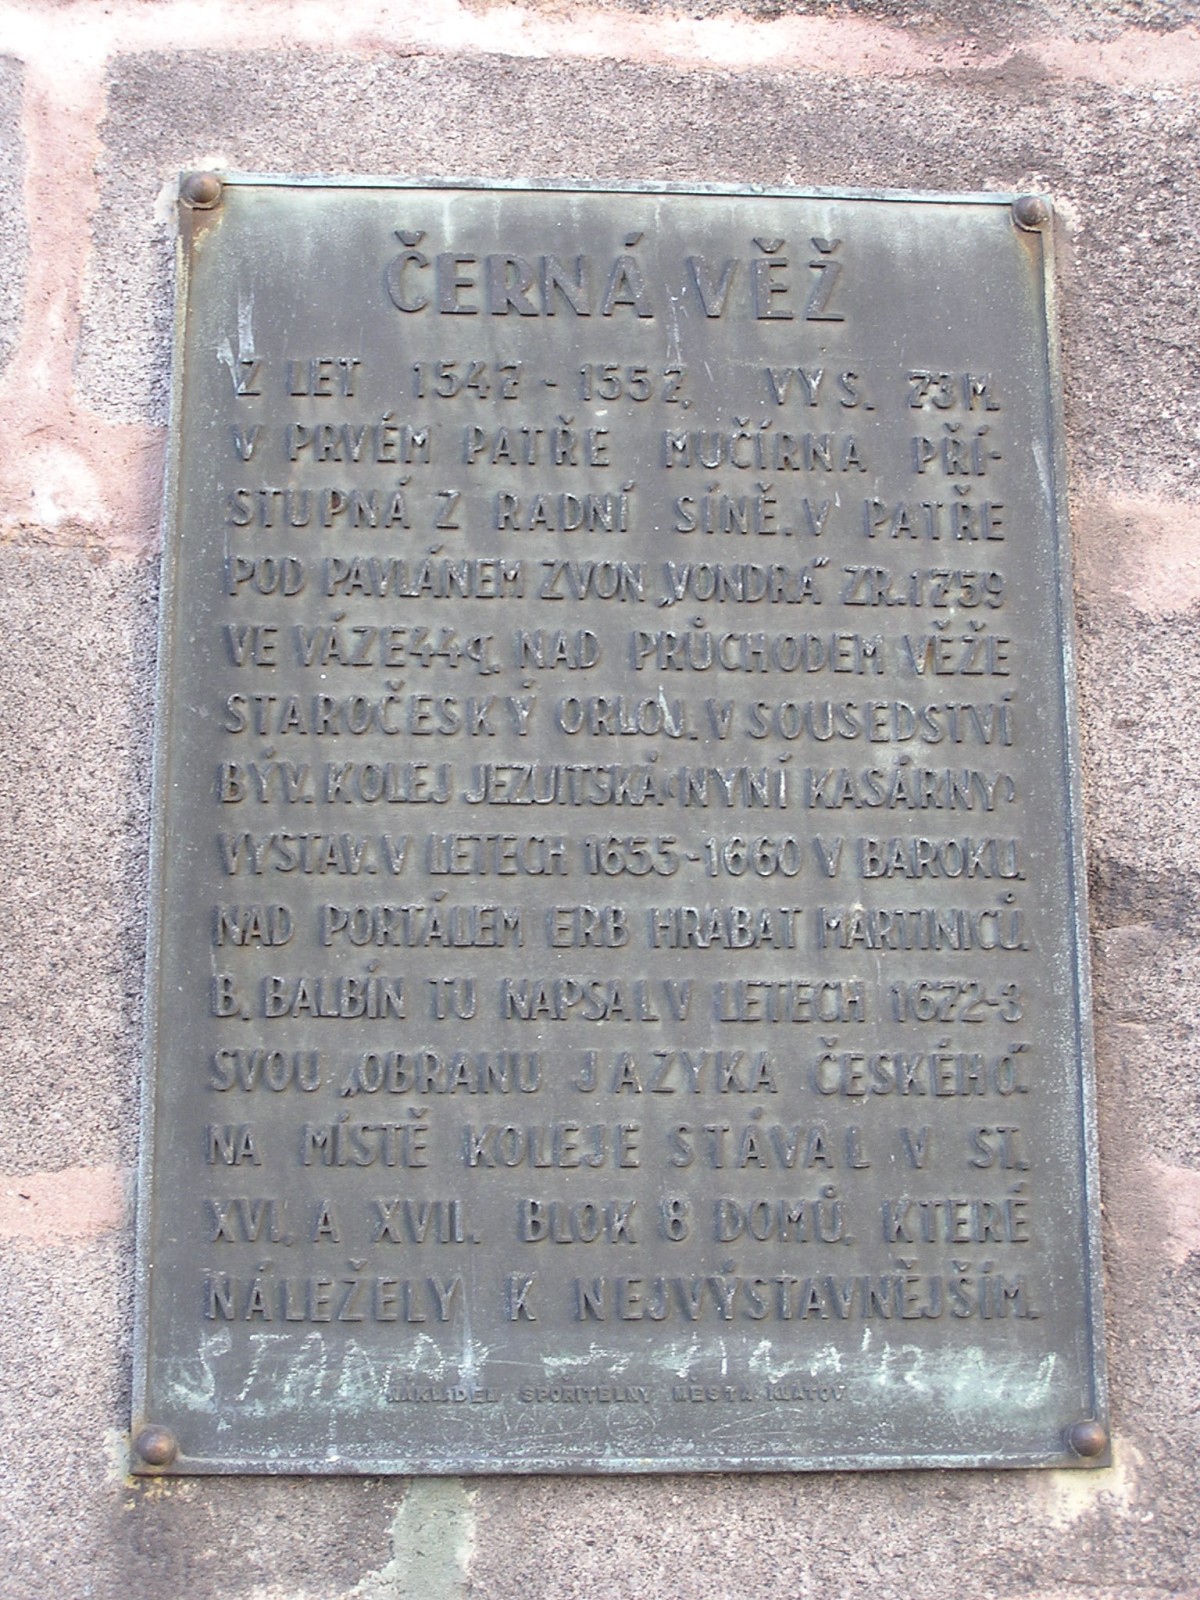 ČERNÁ VĚŽ
Z LET 1547 - 1557, VYS. 73 M.
V PRVÉM PATŘE MUČÍRNA PŘÍ-
STUPNÁ Z RADNÍ SÍNĚ. V PATŘE
POD PAVLÁNEM ZVON „VONDRA" Z R. 1759
VE VÁZE 44 q. NAD PRŮCHODEM VĚŽE
STAROČESKÝ ORLOJ. V SOUSEDSTVÍ
BÝV. KOLEJ JEZUITSKÁ (NYNÍ KASÁRNY)
VYSTAV. V LETECH 1655-1660 V BAROKU.
NAD PORTÁLEM ERB HRABAT MARTINICŮ.
B. BALBÍN TU NAPSAL V LETECH 1672-3
SVOU „OBRANU JAZYKA ČESKÉHO".
NA MÍSTĚ KOLEJE STÁVAL V ST.
XVI. A XVII. BLOK 8 DOMŮ, KTERÉ
NÁLEŽELY K NEJVÝSTAVNĚJŠÍM.
NÁKLADEM SPOŘITELNY MĚSTA KLATOV